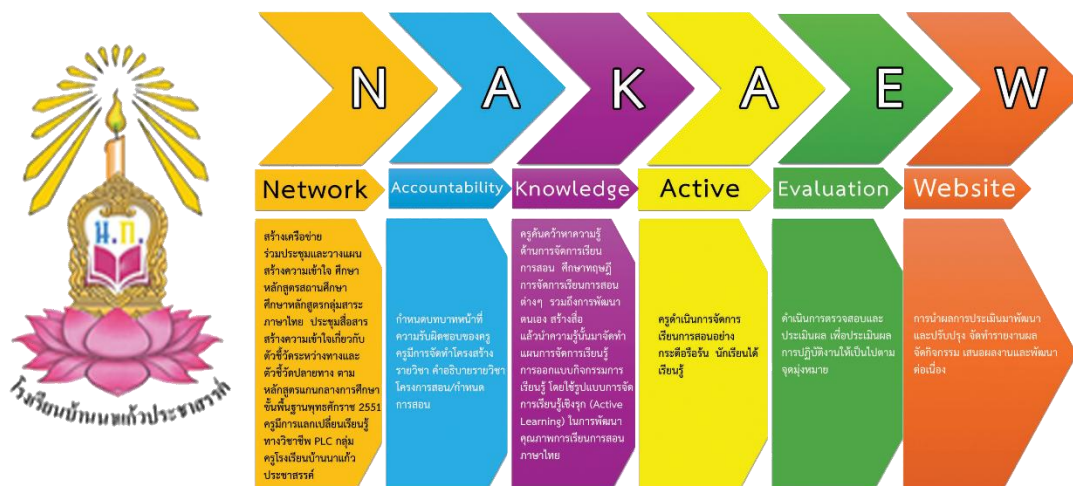 น.ก.
โรงเรียนบ้านนาแก้วประชาสรรค์
N A K A E W
Network
Accountability
Knowledge
Active
Evaluation
Website
สร้างเครือข่าย
ร่วมประชุมและวางแผน
สร้างความเข้าใจ ศึกษา
หลักสูตรสถานศึกษา
ศึกษาหลักสูตรกลุ่มสาระ
ภาษาไทย ประชุมสื่อสาร
สร้างความเข้าใจเกี่ยวกับ
ตัวชี้วัดระหว่างทางและ
ตัวชี้วัดปลายทาง ตาม
หลักสูตรแกนกลางการศึกษา
ขั้นพื้นฐานพุทธศักราช 2551
ครูมีการแลกเปลี่ยนเรียนรู้
ทางวิชาชีพ PLC กลุ่ม
ครูโรงเรียนบ้านนาแก้ว
ประชาสรรค์
กำหนดบทบาทหน้าที่
ความรับผิดชอบของครู
ครูมีการจัดทำโครงสร้าง
รายวิชา คำอธิบายรายวิชา
โครงการสอน/กำหนด
การสอน
ครูค้นคว้าหาความรู้
ด้านการจัดการเรียน
การสอน ศึกษาทฤษฎี
การจัดการเรียนการสอน
ต่างๆ รวมถึงการพัฒนา
ตนเอง สร้างสื่อ
แล้วนำความรู้นั้นมาจัดทำ
แผนการจัดการเรียนรู้
การออกแบบกิจกรรมการ
เรียนรู้ โดยใช้รูปแบบการจัด
การเรียนรู้เชิงรุก (Active
Learning) ในการพัฒนา
คุณภาพการเรียนการสอน
ภาษาไทย
ครูดำเนินการจัดการ
เรียนการสอนอย่าง
กระตือรือร้น นักเรียนได้
เรียนรู้
ดำเนินการตรวจสอบและ
ประเมินผล เพื่อประเมินผล
การปฏิบัติงานให้เป็นไปตาม
จุดมุ่งหมาย
การนำผลการประเมินมาพัฒนา
และปรับปรุง จัดทำรายงานผล
จัดกิจกรรม เสนอผลงานและพัฒนา
ต่อเนื่อง